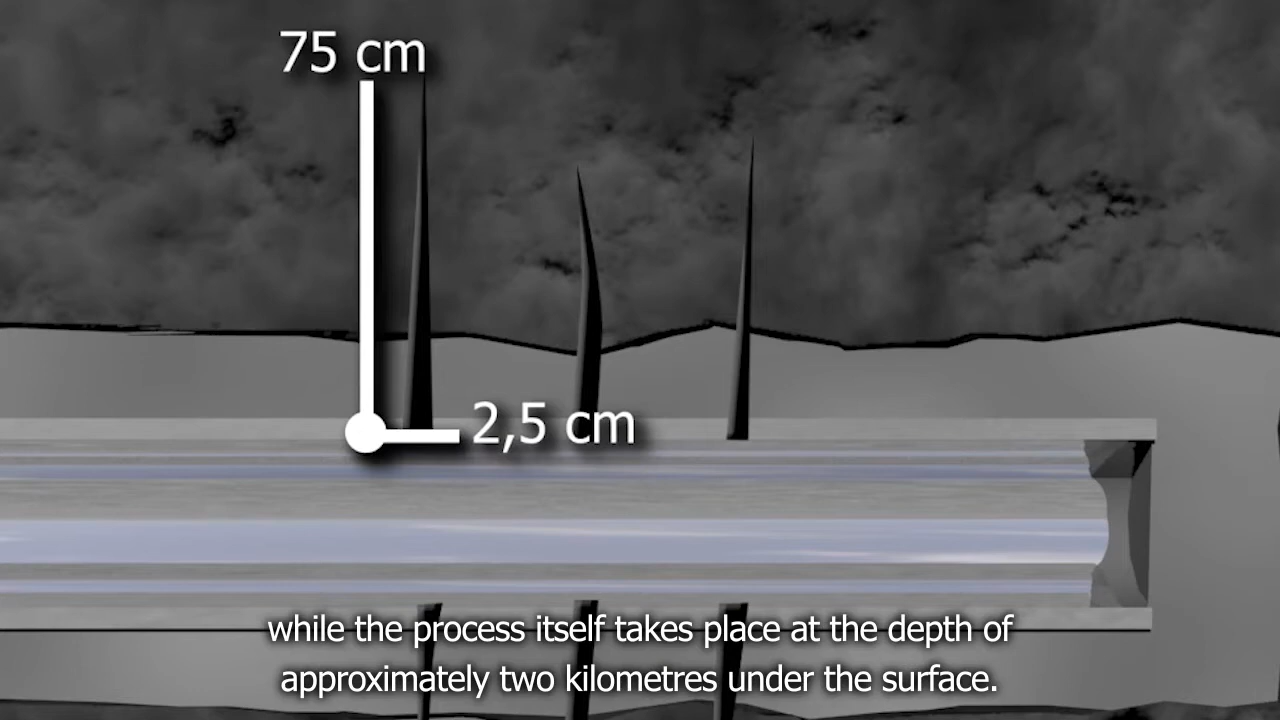 75 cm
2,5 cm
while the process itself takes place at the depth of
approximately two kilometres under the surface.